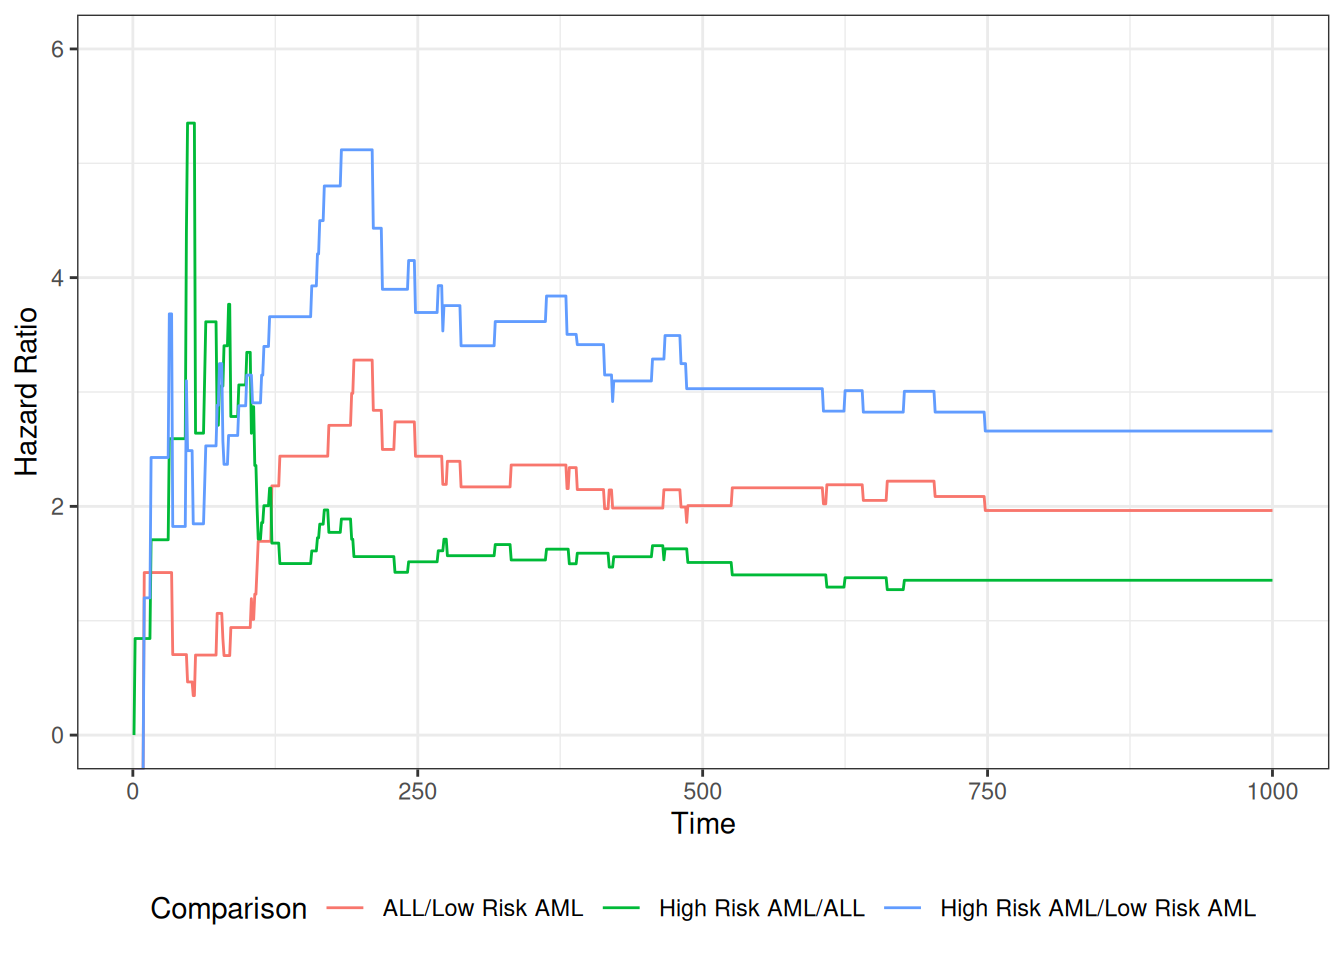 Hazard Ratio
6
4
2
0
0 250 500 750 1000
Time
Comparison ALL/Low Risk AML High Risk AML/ALL High Risk AML/Low Risk AML